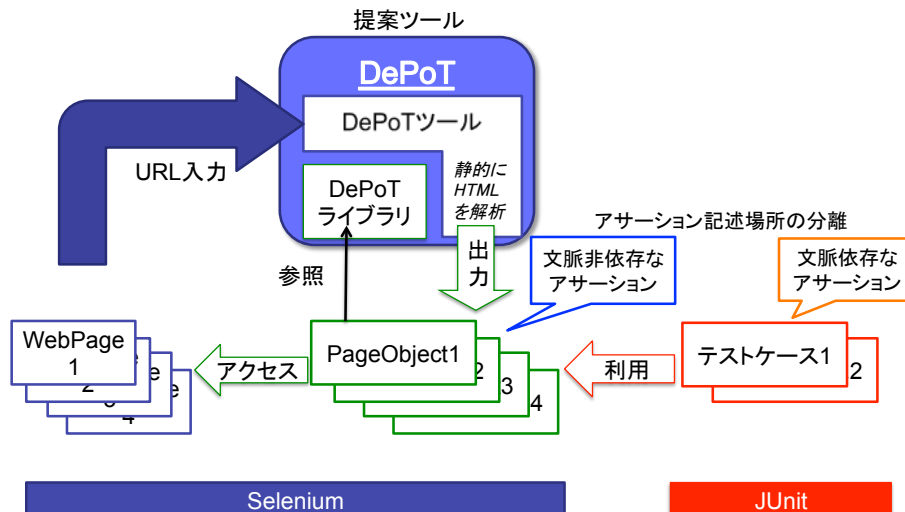 提案ツール
DePoT
DePoTツール
URL入力
DePoT
ライブラリ
静的に
HTML
を解析
アサーション記述場所の分離
参照
出
力
文脈非依存な
アサーション
文脈依存な
アサーション
WebPage
1
e
2
e
3
e
4
アクセス
PageObject1
2
3
4
利用
テストケース1
2
Selenium
JUnit